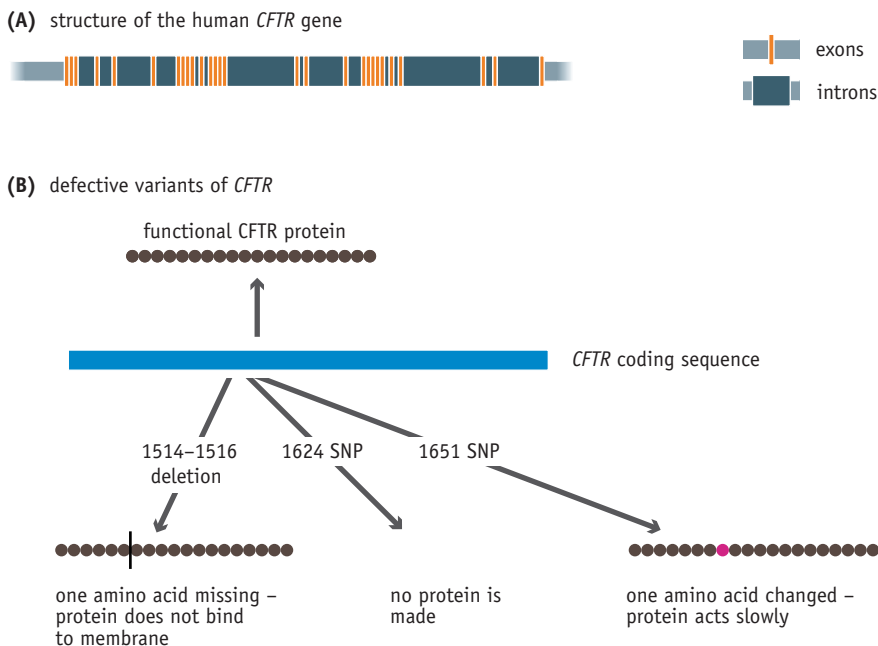 (A) structure of the human CFTR gene
exons
introns
(B) defective variants of CFTR
functional CFTR protein
CFTR coding sequence
1514–1516
deletion
1624 SNP
1651 SNP
one amino acid missing –
protein does not bind
to membrane
no protein is
made
one amino acid changed –
protein acts slowly